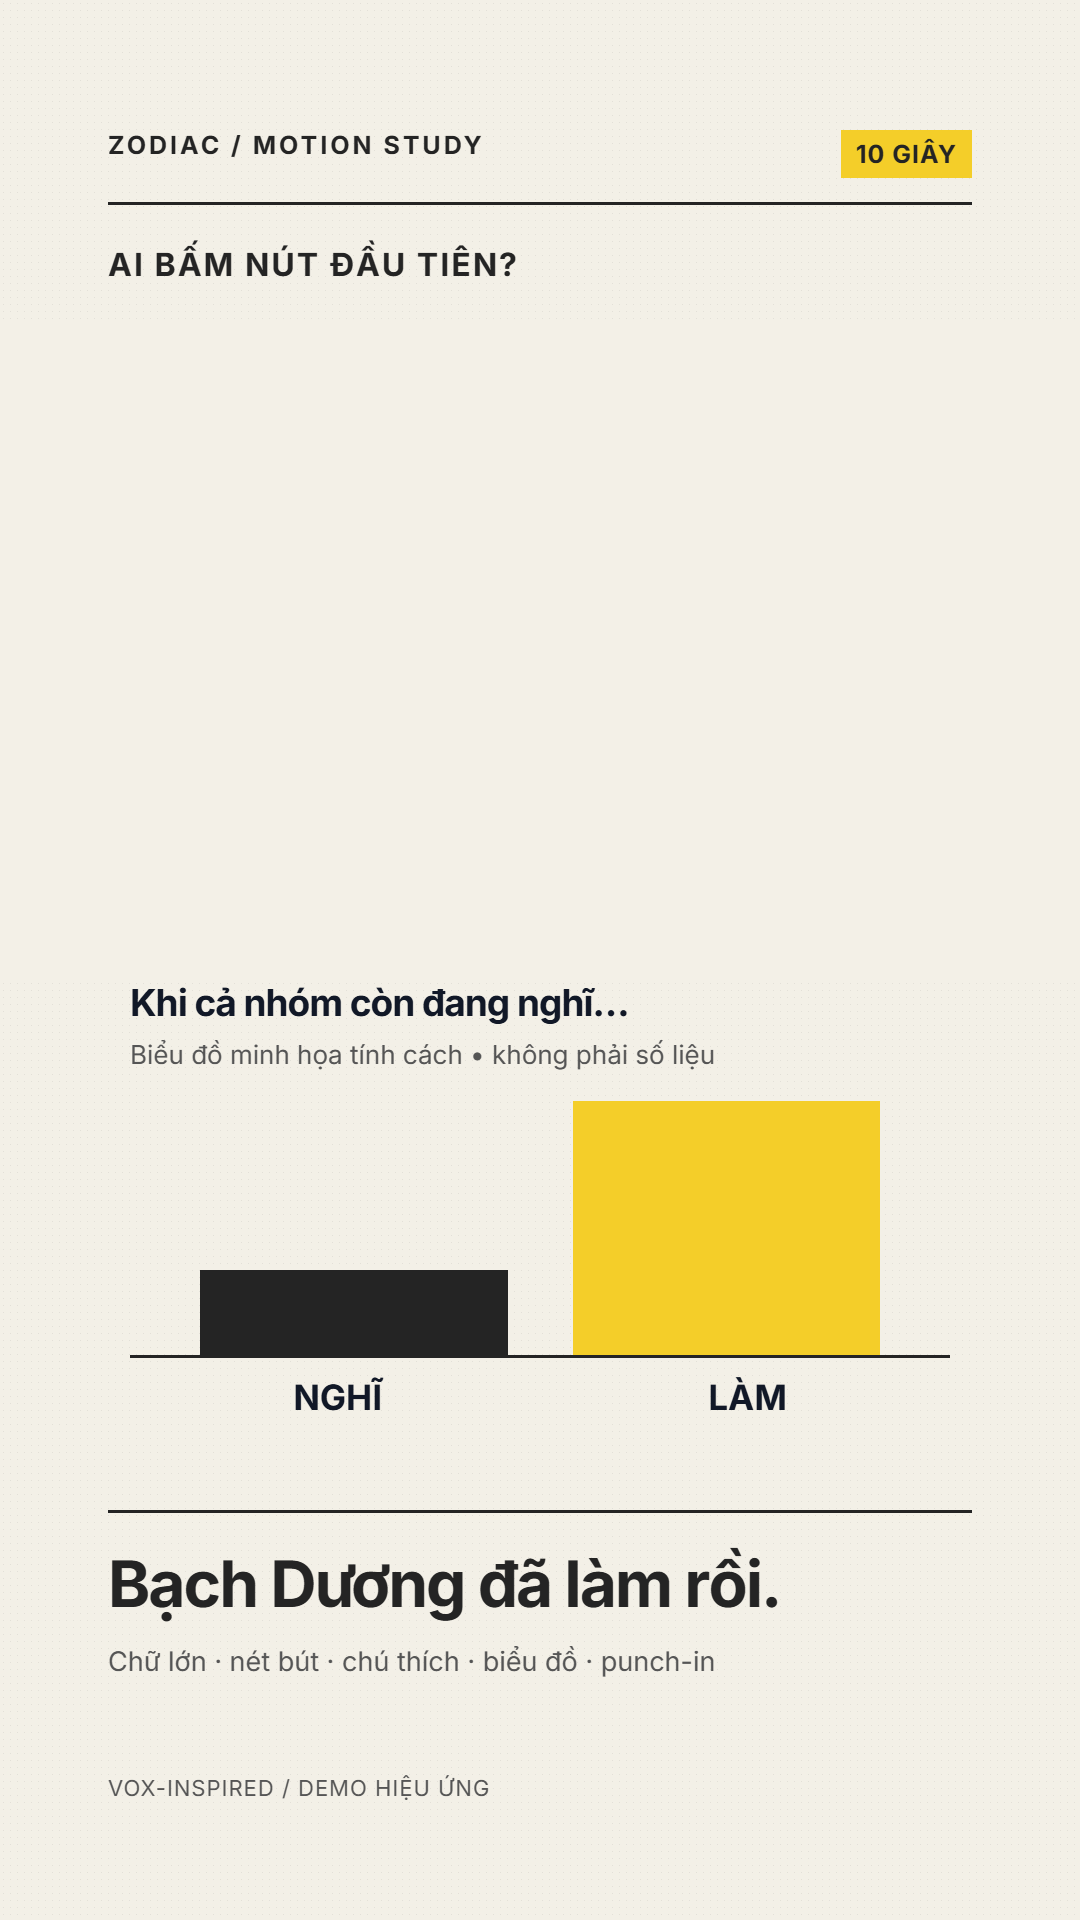 ZODIAC / MOTION STUDY
10 GIÂY
AI BẤM NÚT ĐẦU TIÊN?
Khi cả nhóm còn đang nghĩ...
Biểu đồ minh họa tính cách • không phải số liệu
NGHĨ
LÀM
Bạch Dương đã làm rồi.
Chữ lớn · nét bút · chú thích · biểu đồ · punch-in
VOX-INSPIRED / DEMO HIỆU ỨNG